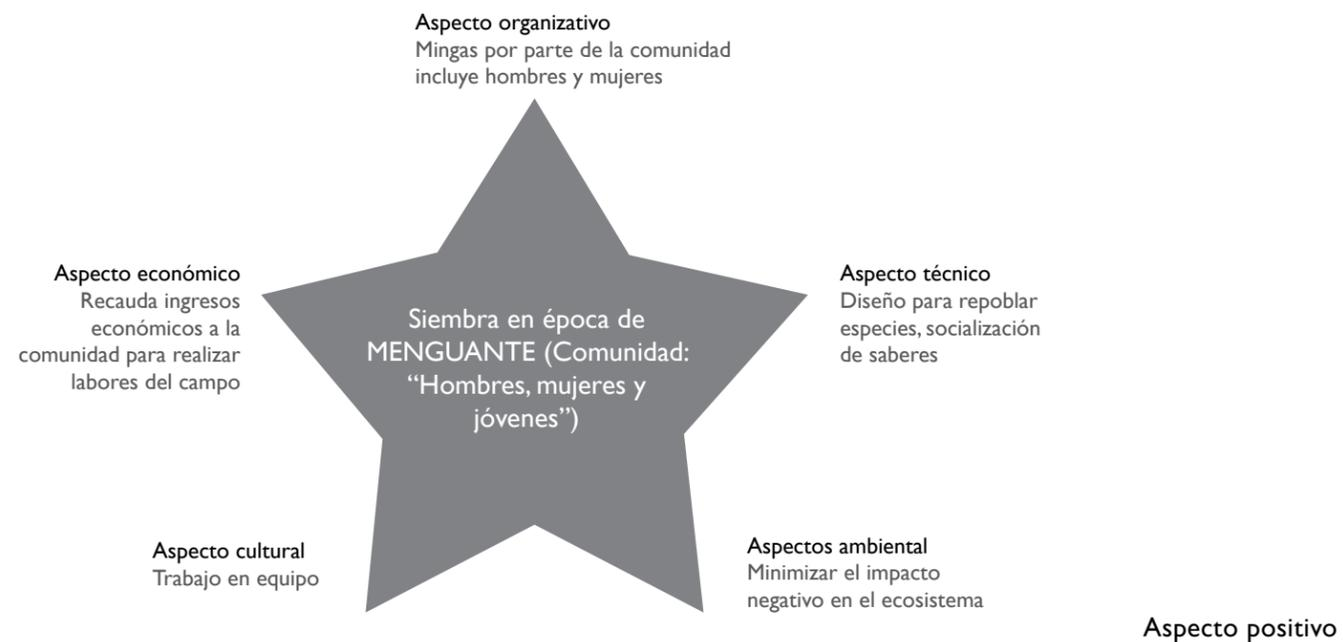 Aspecto organizativo
Mingas por parte de la comunidad
incluye hombres y mujeres
Aspecto económico
Recauda ingresos
económicos a la
comunidad para realizar
labores del campo
Siembra en época de
MENGUANTE (Comunidad:
“Hombres, mujeres y
jóvenes”)
Aspecto técnico
Diseño para repoblar
especies, socialización
de saberes
Aspecto cultural
Trabajo en equipo
Aspectos ambiental
Minimizar el impacto
negativo en el ecosistema
Aspecto positivo